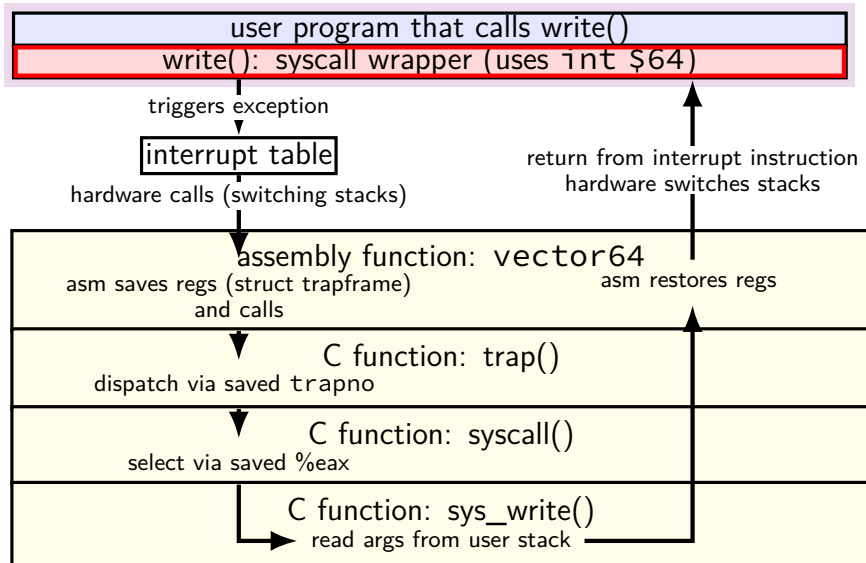 user program that calls write()
write(): syscall wrapper (uses int $64)
triggers exception
interrupt table
hardware calls (switching stacks)
return from interrupt instruction
hardware switches stacks
assembly function: vector64
asm saves regs (struct trapframe)
and calls
asm restores regs
C function: trap()
dispatch via saved trapno
C function: syscall()
select via saved %eax
C function: sys_write()
read args from user stack